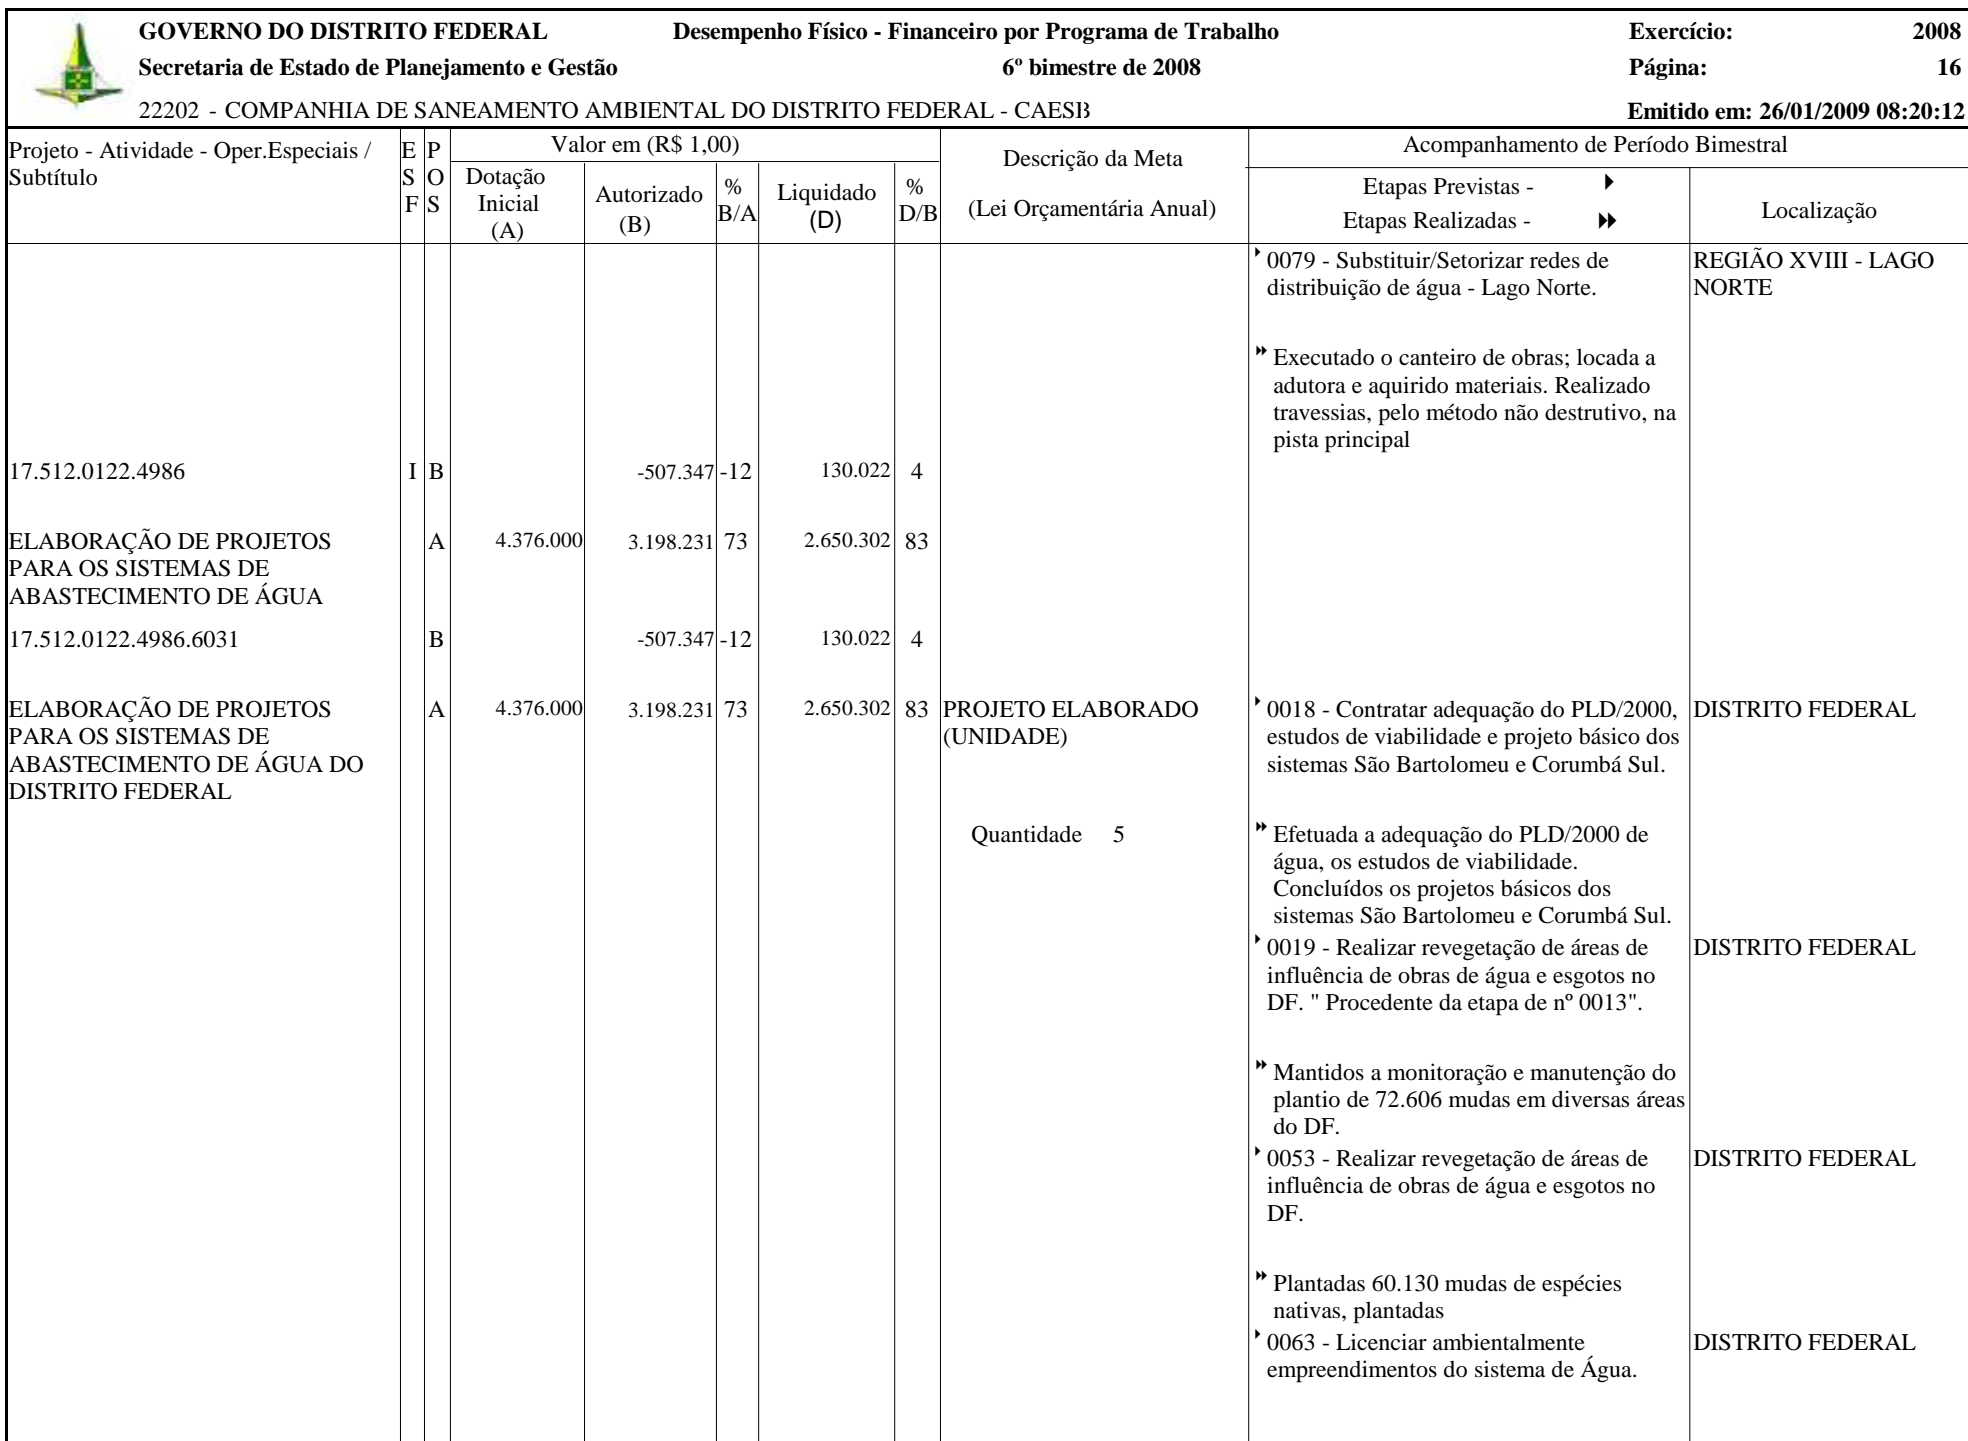 GOVERNO DO DISTRITO FEDERAL Desempenho Físico - Financeiro por Programa de Trabalho Exercício: 2008
Secretaria de Estado de Planejamento e Gestão 6º bimestre de 2008 Página: 16
22202 - COMPANHIA DE SANEAMENTO AMBIENTAL DO DISTRITO FEDERAL - CAESB Emitido em: 26/01/2009 08:20:12
Projeto - Atividade - Oper.Especiais /
Subtítulo
E
S
F
P
O
S
Valor em (R$ 1,00)
Dotação
Inicial
(A)
Autorizado
(B)
%
B/A
Liquidado
(D)
%
D/B
Descrição da Meta
(Lei Orçamentária Anual)
Acompanhamento de Período Bimestral
Etapas Previstas -
Etapas Realizadas -
Localização
0079 - Substituir/Setorizar redes de
distribuição de água - Lago Norte.
REGIÃO XVIII - LAGO
NORTE
Executado o canteiro de obras; locada a
adutora e aquirido materiais. Realizado
travessias, pelo método não destrutivo, na
pista principal
17.512.0122.4986 I B -507.347 -12 130.022 4
ELABORAÇÃO DE PROJETOS
PARA OS SISTEMAS DE
ABASTECIMENTO DE ÁGUA
A 4.376.000 3.198.231 73 2.650.302 83
17.512.0122.4986.6031 B -507.347 -12 130.022 4
ELABORAÇÃO DE PROJETOS
PARA OS SISTEMAS DE
ABASTECIMENTO DE ÁGUA DO
DISTRITO FEDERAL
A 4.376.000 3.198.231 73 2.650.302 83
PROJETO ELABORADO
(UNIDADE)
Quantidade 5
0018 - Contratar adequação do PLD/2000,
estudos de viabilidade e projeto básico dos
sistemas São Bartolomeu e Corumbá Sul.
DISTRITO FEDERAL
Efetuada a adequação do PLD/2000 de
água, os estudos de viabilidade.
Concluídos os projetos básicos dos
sistemas São Bartolomeu e Corumbá Sul.
0019 - Realizar revegetação de áreas de
influência de obras de água e esgotos no
DF. " Procedente da etapa de nº 0013".
DISTRITO FEDERAL
Mantidos a monitoração e manutenção do
plantio de 72.606 mudas em diversas áreas
do DF.
0053 - Realizar revegetação de áreas de
influência de obras de água e esgotos no
DF.
DISTRITO FEDERAL
Plantadas 60.130 mudas de espécies
nativas, plantadas
0063 - Licenciar ambientalmente
empreendimentos do sistema de Água.
DISTRITO FEDERAL